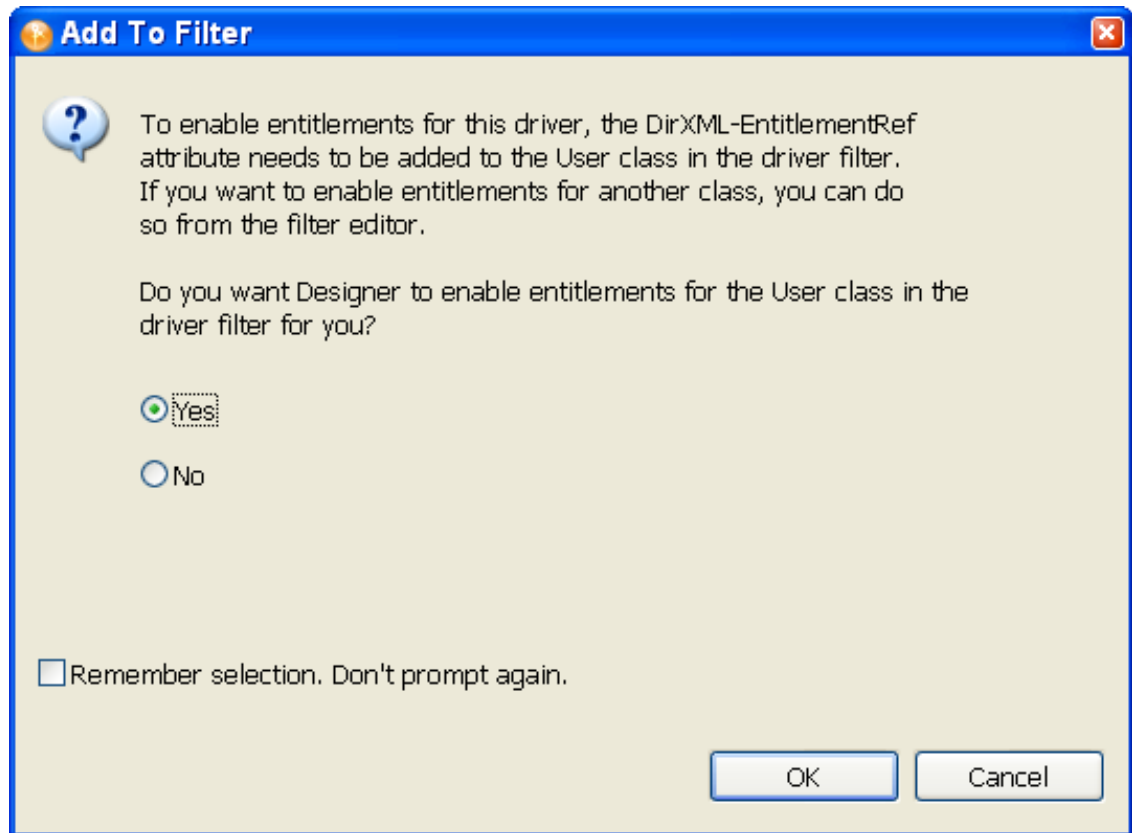 Add To Filter
To enable entitlements for this driver, the DirXML-EntitlementRef
attribute needs to be added to the User class in the driver filter.
If you want to enable entitlements for another class, you can do
so from the filter editor.
Do you want Designer to enable entitlements for the User class in the
driver filter for you?
Yes
No
Remember selection. Don't prompt again.
OK
Cancel